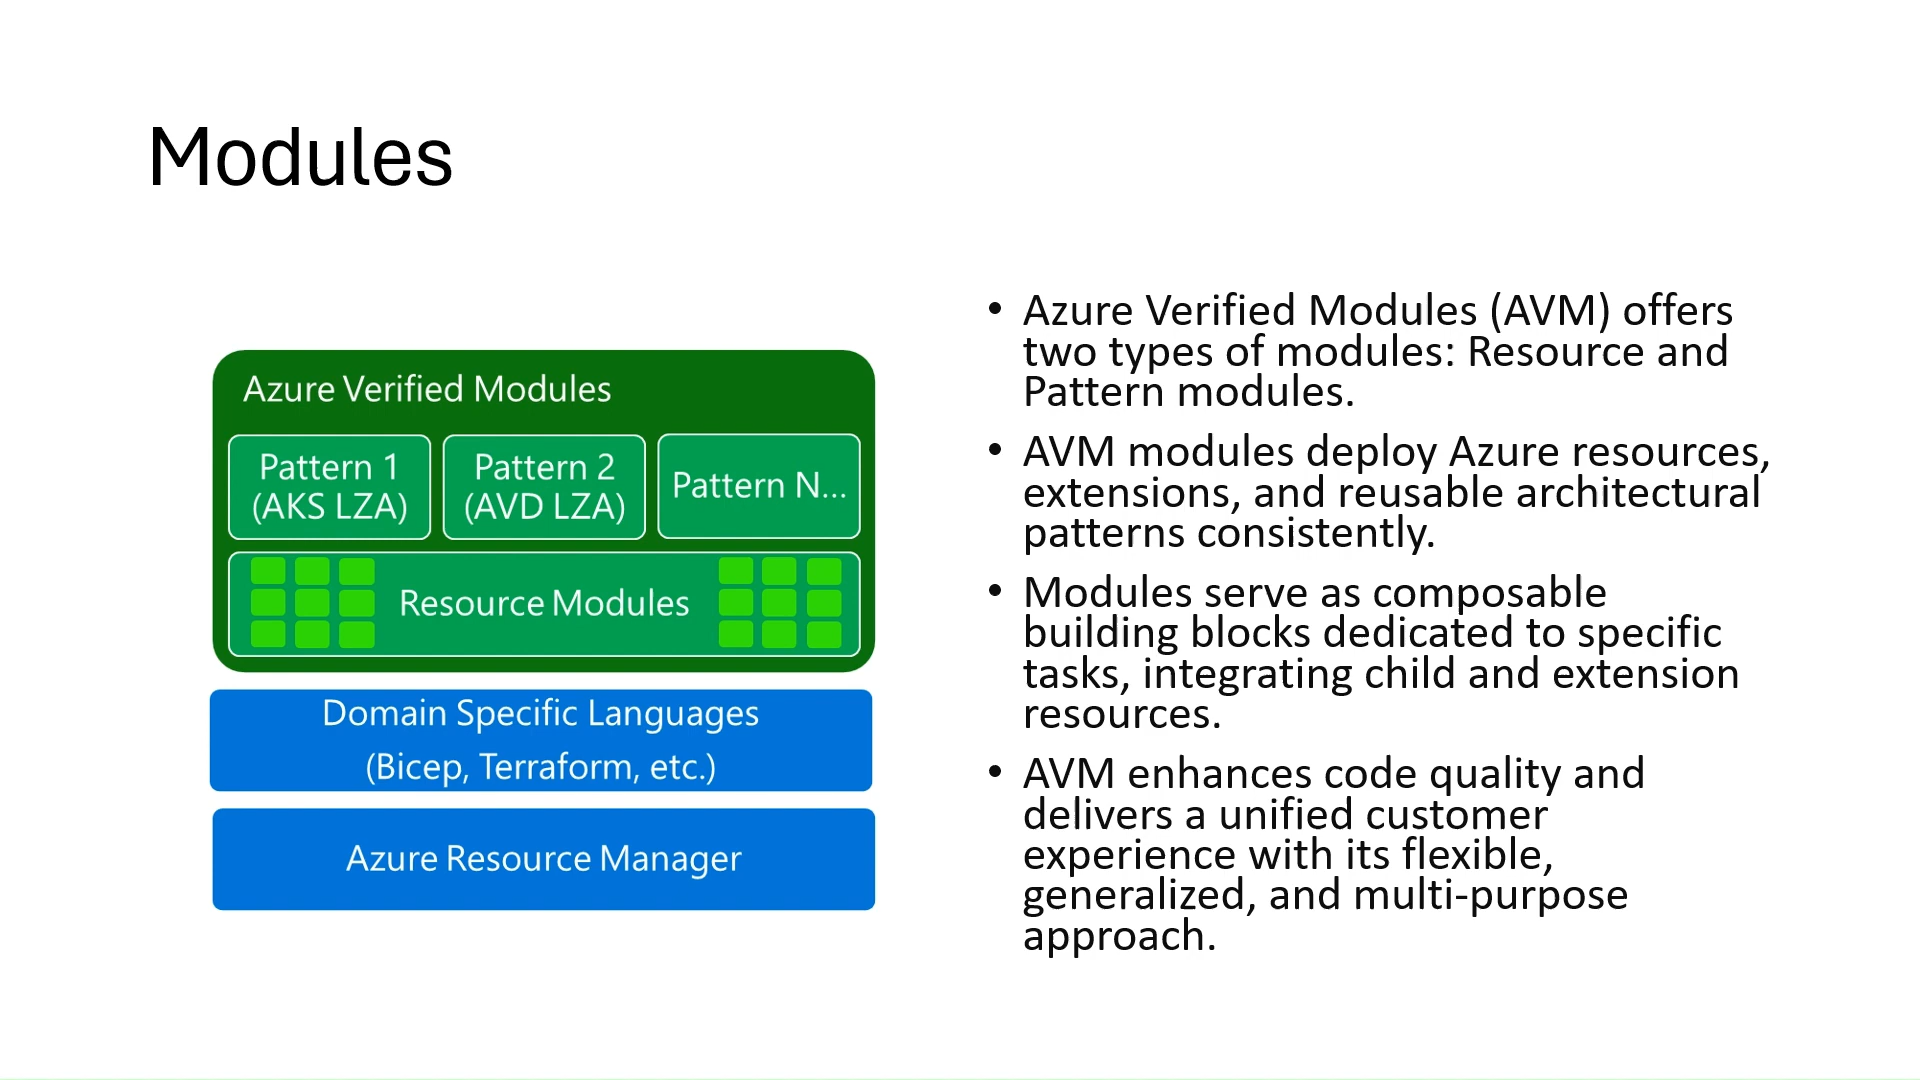 Modules
Azure Verified Modules
Pattern 1
(AKS LZA)
Pattern 2
(AVD LZA)
Pattern N...
Resource Modules
Domain Specific Languages
(Bicep, Terraform, etc.)
Azure Resource Manager
• Azure Verified Modules (AVM) offers
two types of modules: Resource and
Pattern modules.
• AVM modules deploy Azure resources,
extensions, and reusable architectural
patterns consistently.
• Modules serve as composable
building blocks dedicated to specific
tasks, integrating child and extension
resources.
• AVM enhances code quality and
delivers a unified customer
experience with its flexible,
generalized, and multi-purpose
approach.